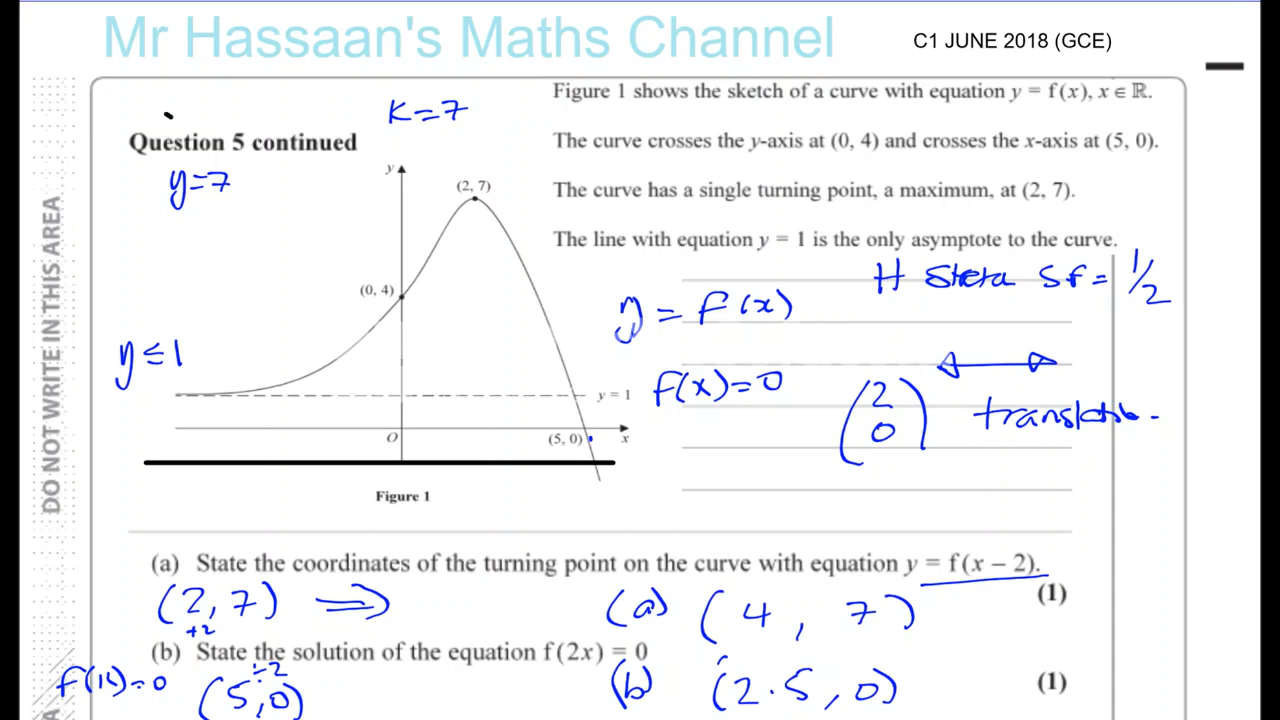 Mr Hassaan's Maths Channel
C1 JUNE 2018 (GCE)
Figure 1 shows the sketch of a curve with equation y = f(x), x ∈ ℝ.
K=7
Question 5 continued
The curve crosses the y-axis at (0, 4) and crosses the x-axis at (5, 0).
y=7
y
(2, 7)
The curve has a single turning point, a maximum, at (2, 7).
The line with equation y = 1 is the only asymptote to the curve.
H Sf = 1/2
(0, 4)
y = f(x)
y ≤ 1
f(x)=0
y = 1
(2 0)
O
(5, 0)
x
Figure 1
DO NOT WRITE IN THIS AREA
(a) State the coordinates of the turning point on the curve with equation y = f(x − 2).
(1)
(2, 7) ⇒
+2
(a) (4, 7)
(b) State the solution of the equation f(2x) = 0
(1)
÷2
(5, 0)
(b) (2.5, 0)
A